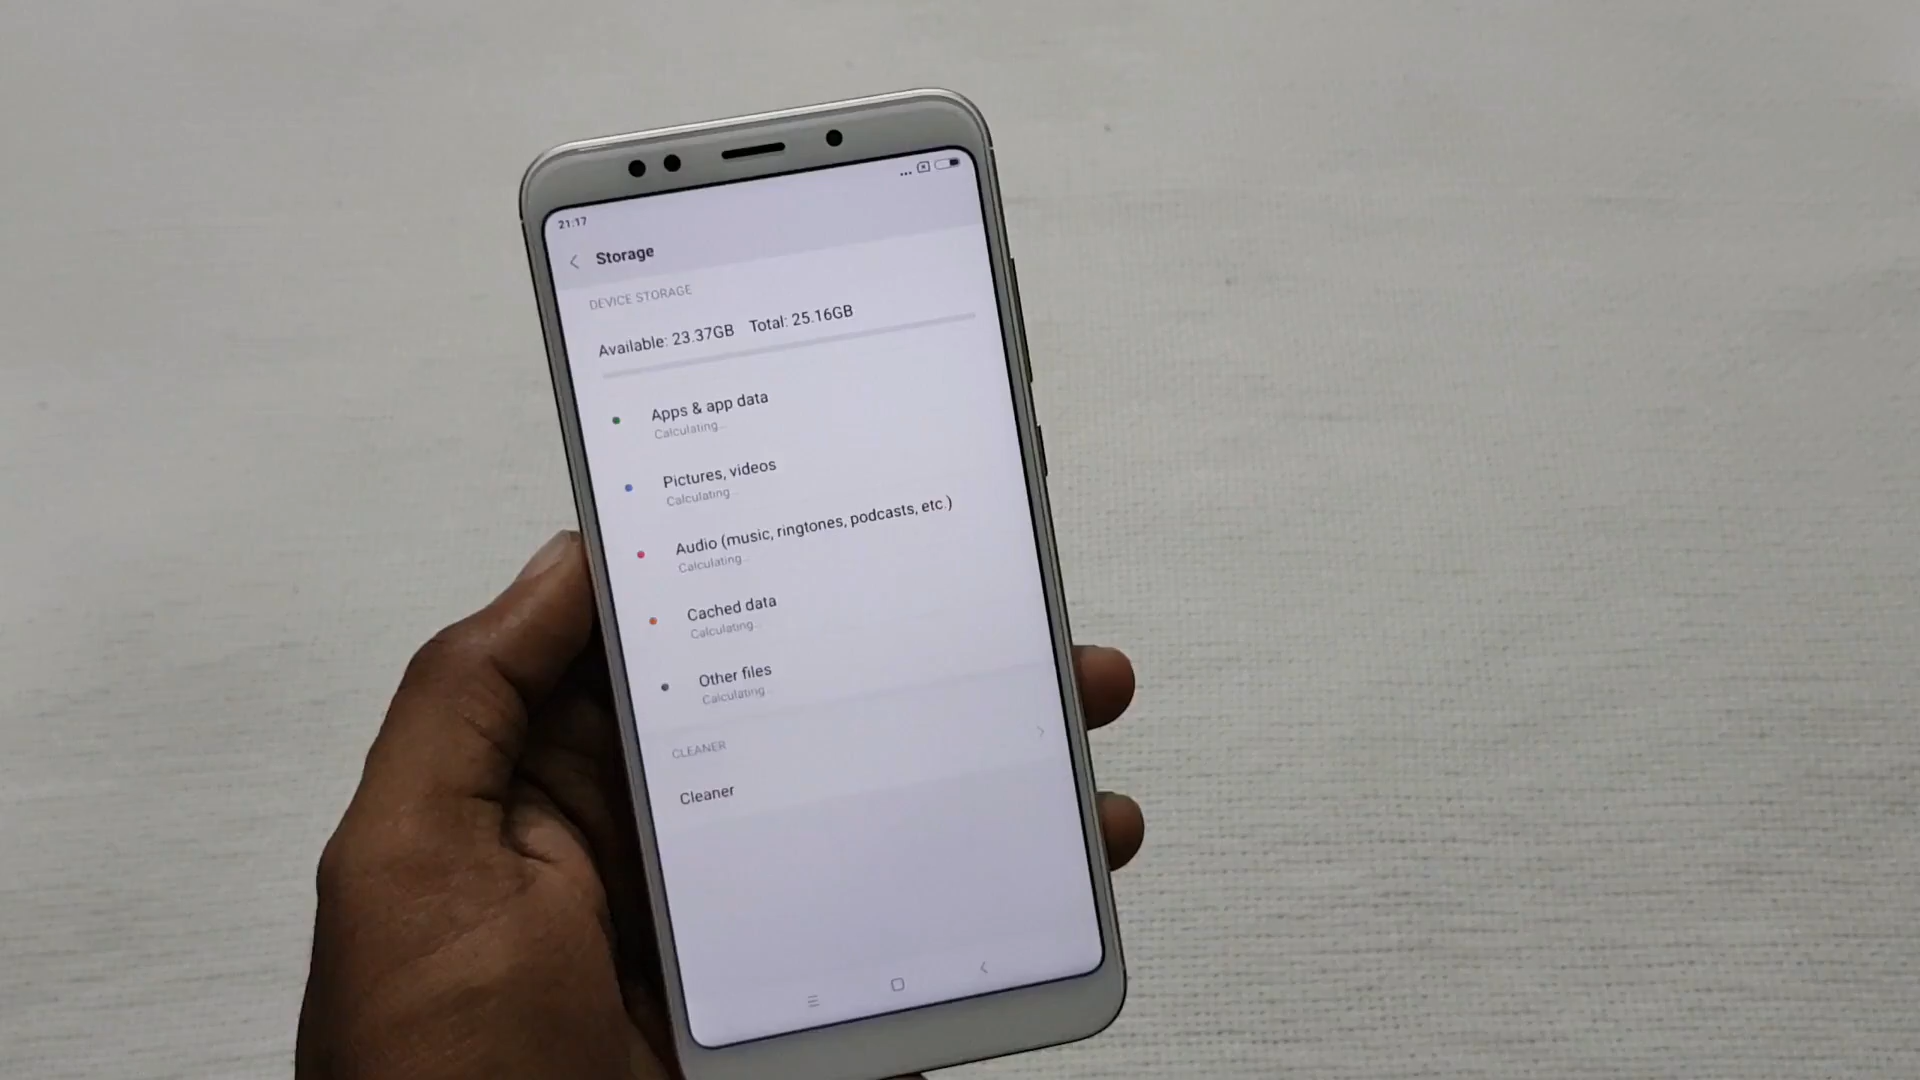 21:17
Storage
DEVICE STORAGE
Available: 23.37GB Total: 25.16GB
Apps & app data
Calculating...
Pictures, videos
Calculating...
Audio (music, ringtones, podcasts, etc.)
Calculating...
Cached data
Calculating...
Other files
Calculating...
CLEANER
Cleaner